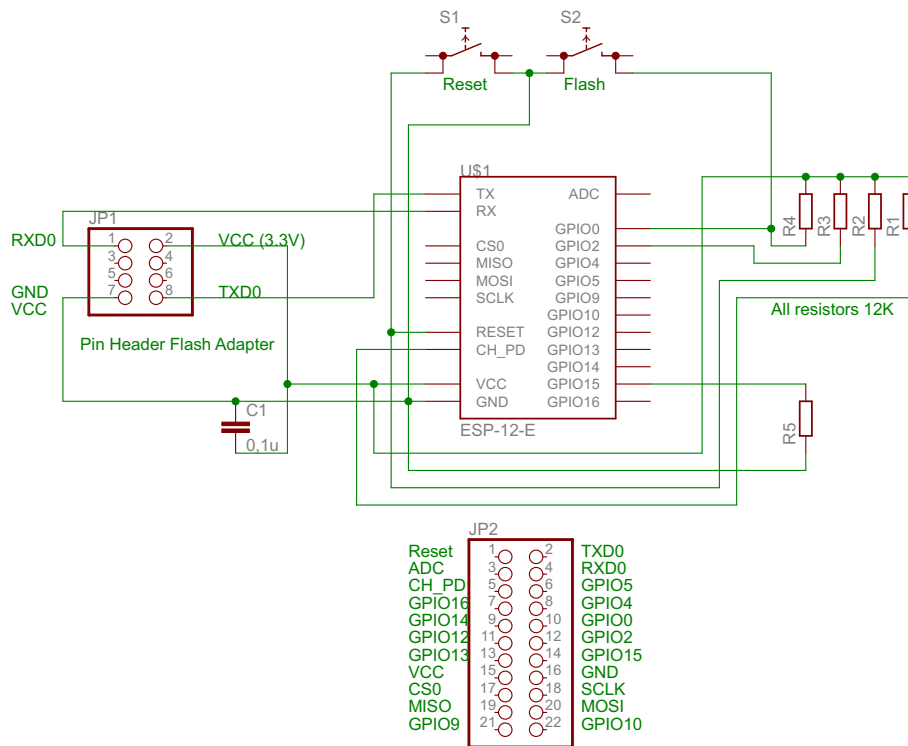 S1
S2
Reset
Flash
U$1
TX
ADC
RX
JP1
RXD0
1
2
VCC (3.3V)
GPIO0
R4
R3
R2
R1
3
4
CS0
GPIO2
MISO
GPIO4
5
6
MOSI
GPIO5
GND
7
8
TXD0
SCLK
GPIO9
VCC
GPIO10
All resistors 12K
Pin Header Flash Adapter
RESET
GPIO12
CH_PD
GPIO13
GPIO14
VCC
GPIO15
GND
GPIO16
C1
0,1u
ESP-12-E
R5
JP2
Reset
1
2
TXD0
ADC
3
4
RXD0
CH_PD
5
6
GPIO5
GPIO16
7
8
GPIO4
GPIO14
9
10
GPIO0
GPIO12
11
12
GPIO2
GPIO13
13
14
GPIO15
VCC
15
16
GND
CS0
17
18
SCLK
MISO
19
20
MOSI
GPIO9
21
22
GPIO10